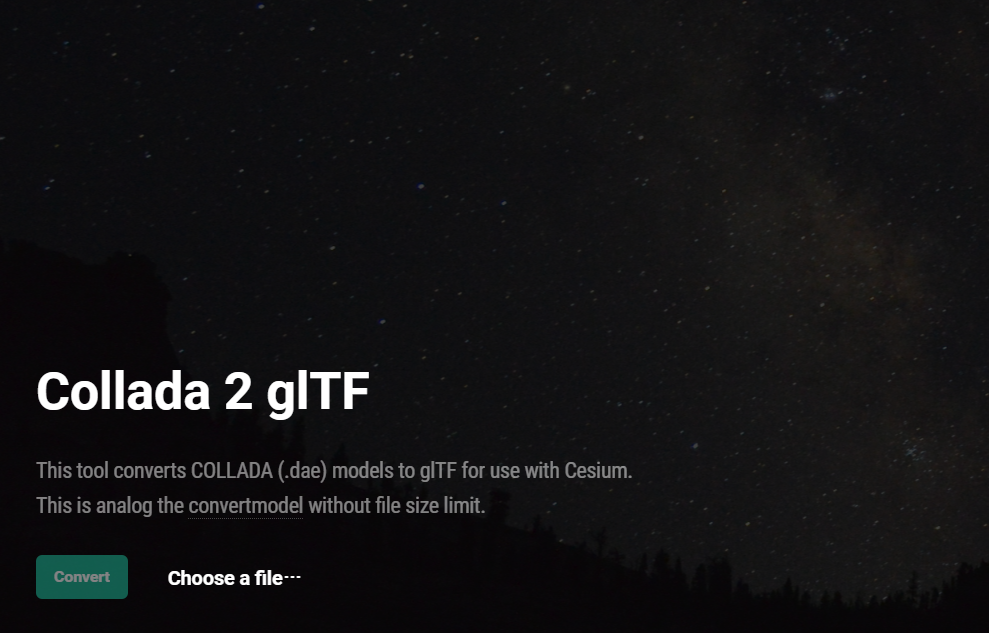 Collada 2 glTF
This tool converts COLLADA (.dae) models to glTF for use with Cesium.
This is analog the convertmodel without file size limit.
Convert
Choose a file···